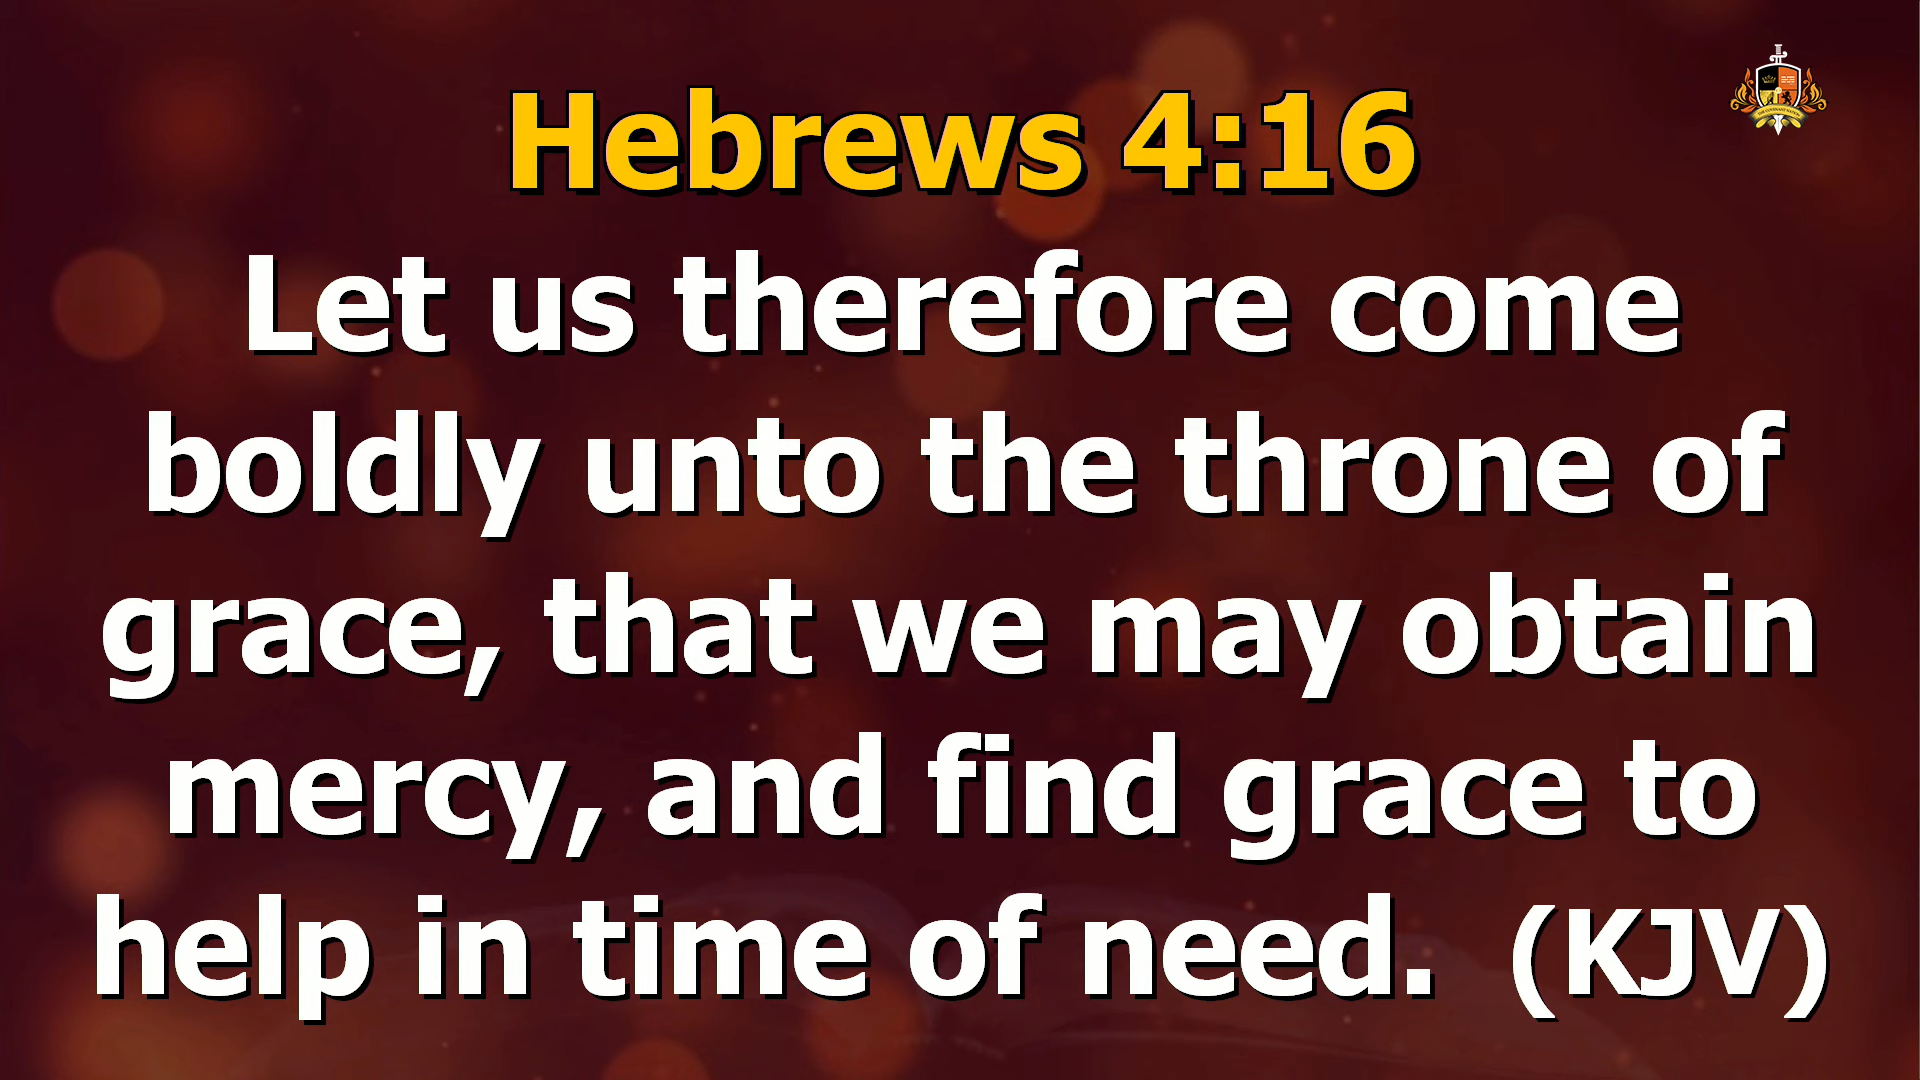 Hebrews 4:16
Let us therefore come
boldly unto the throne of
grace, that we may obtain
mercy, and find grace to
help in time of need.  (KJV)